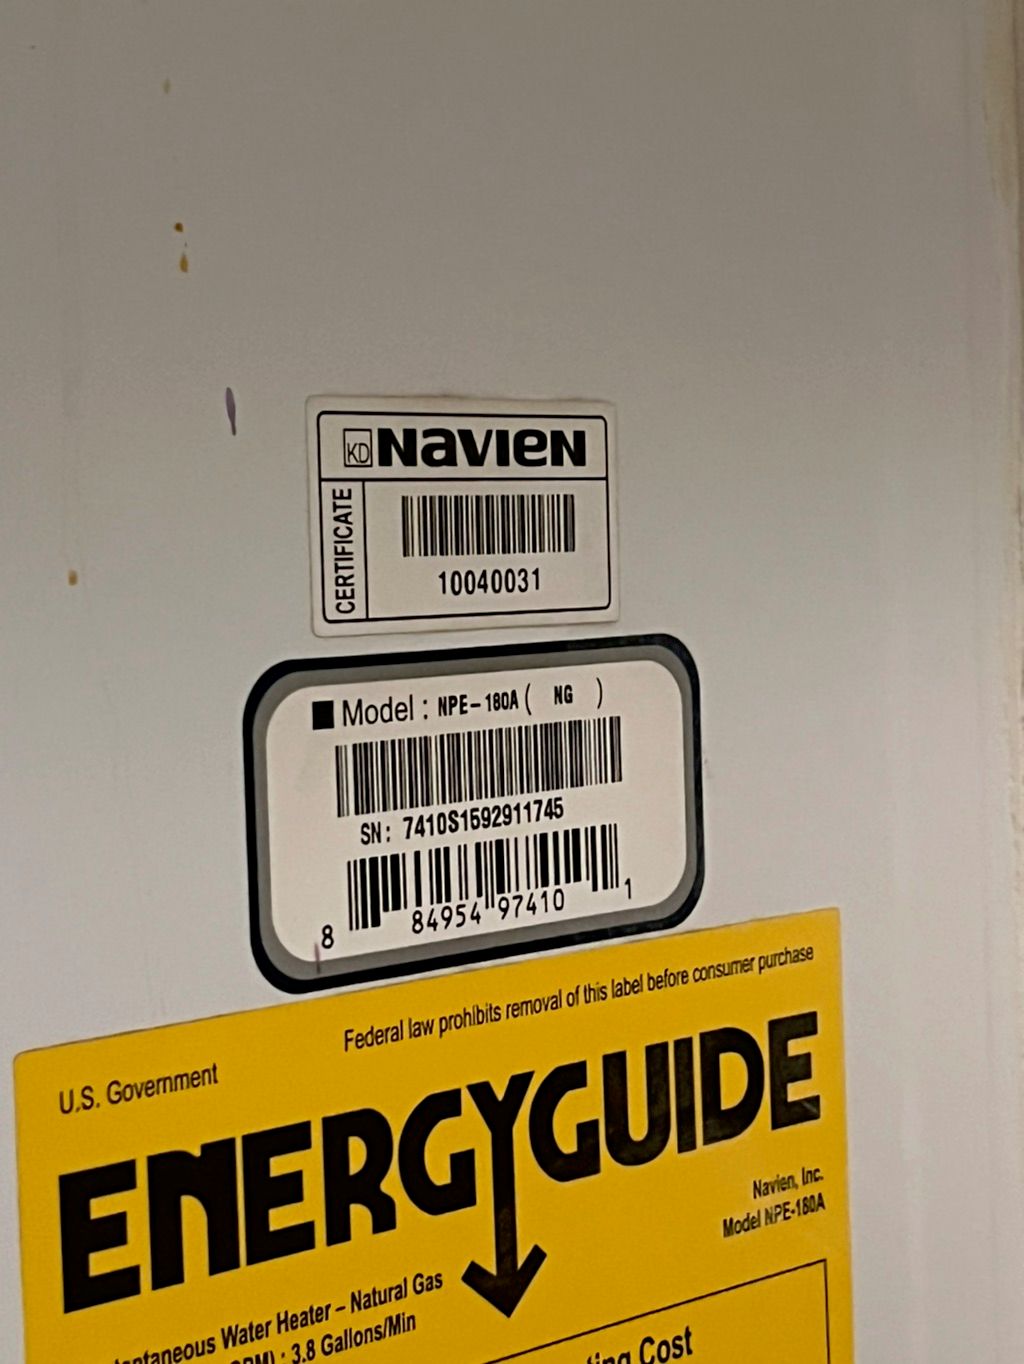 KD NAVIEN
CERTIFICATE
10040031
■ Model : NPE-180A ( NG )
SN: 7410S1592911745
8 84954 97410 1
Federal law prohibits removal of this label before consumer purchase
U.S. Government
ENERGYGUIDE
Navien, Inc.
Model NPE-180A
Water Heater – Natural Gas
: 3.8 Gallons/Min
Cost